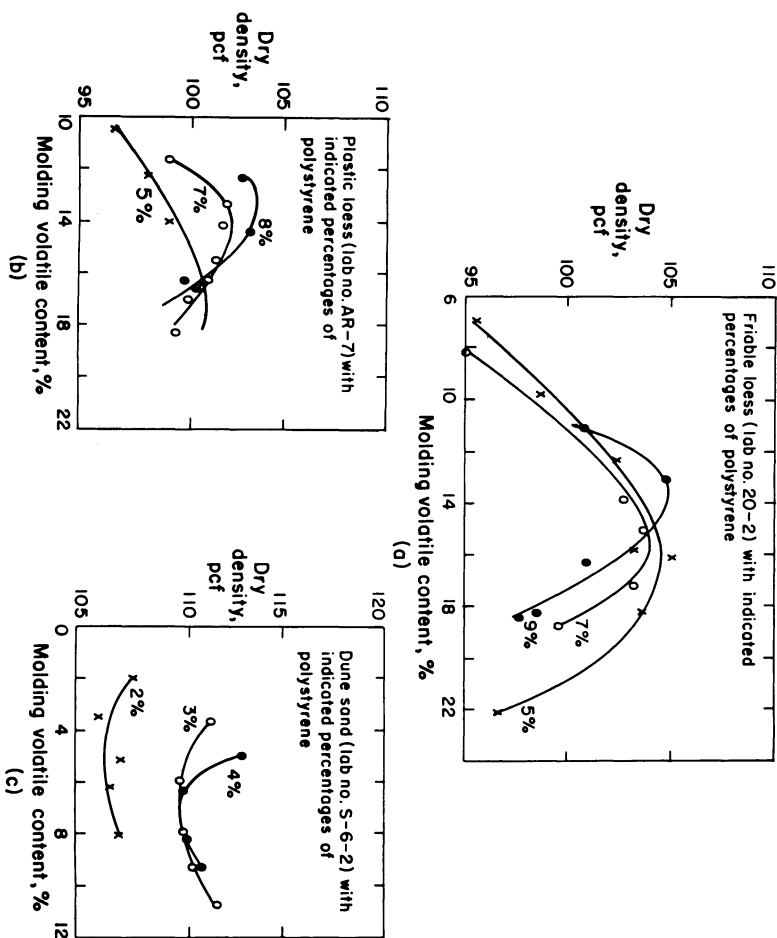 110
105
100
95
Dry
density,
pcf
Friable loess (lab no. 20-2) with indicated
percentages of polystyrene
9%
7%
5%
6
10
14
18
22
Molding volatile content, %
(a)
110
105
100
95
Dry
density,
pcf
Plastic loess (lab no. AR-7) with
indicated percentages of
polystyrene
8%
7%
5%
10
14
18
22
Molding volatile content, %
(b)
120
115
110
105
Dry
density,
pcf
Dune sand (lab no. S-6-2) with
indicated percentages of
polystyrene
3%
4%
2%
0
4
8
12
Molding volatile content, %
(c)